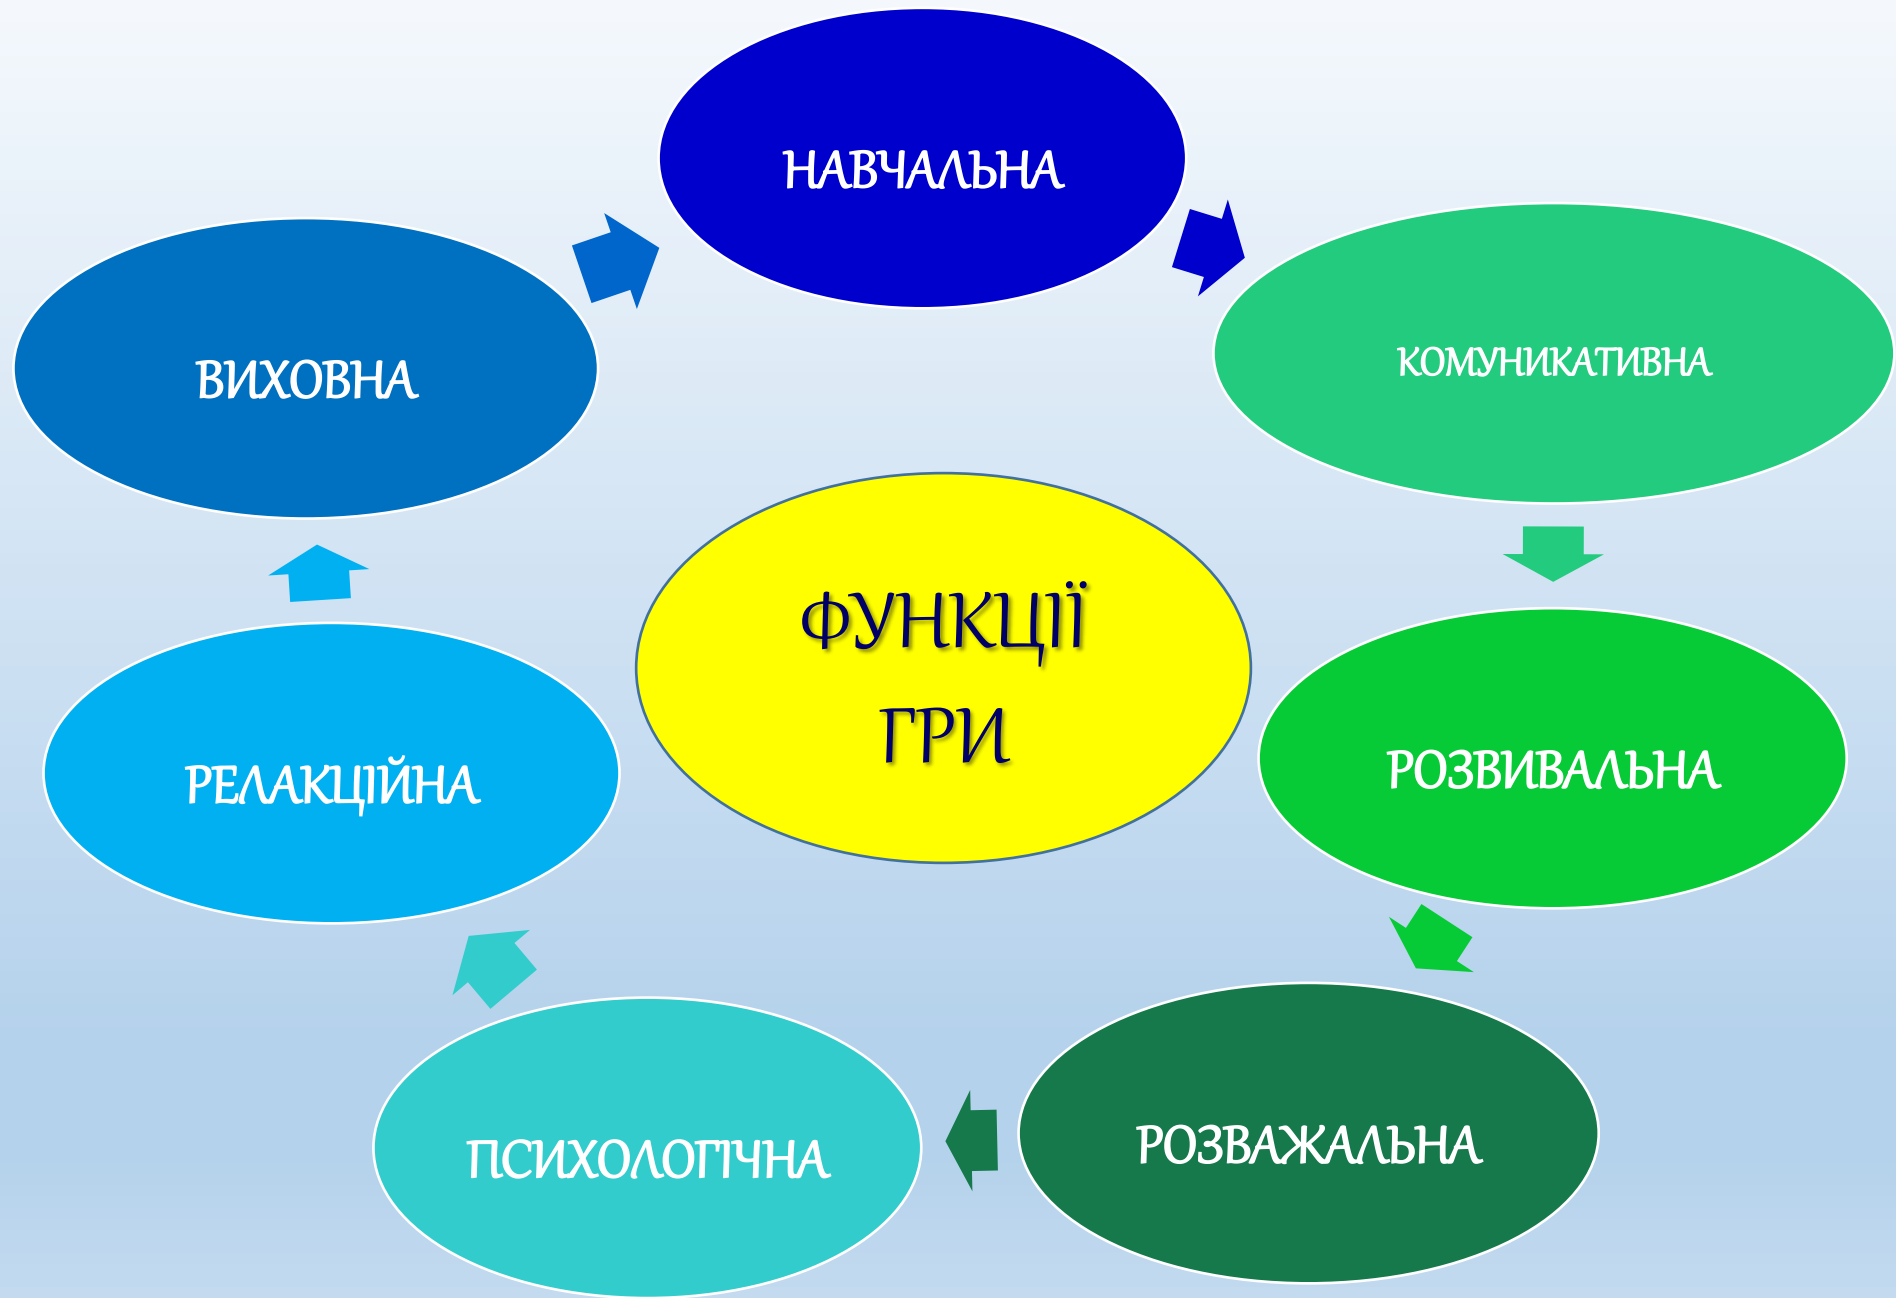 НАВЧАЛЬНА
КОМУНИКАТИВНА
РОЗВИВАЛЬНА
РОЗВАЖАЛЬНА
ПСИХОЛОГІЧНА
РЕЛАКЦІЙНА
ВИХОВНА
ФУНКЦІЇ
ГРИ